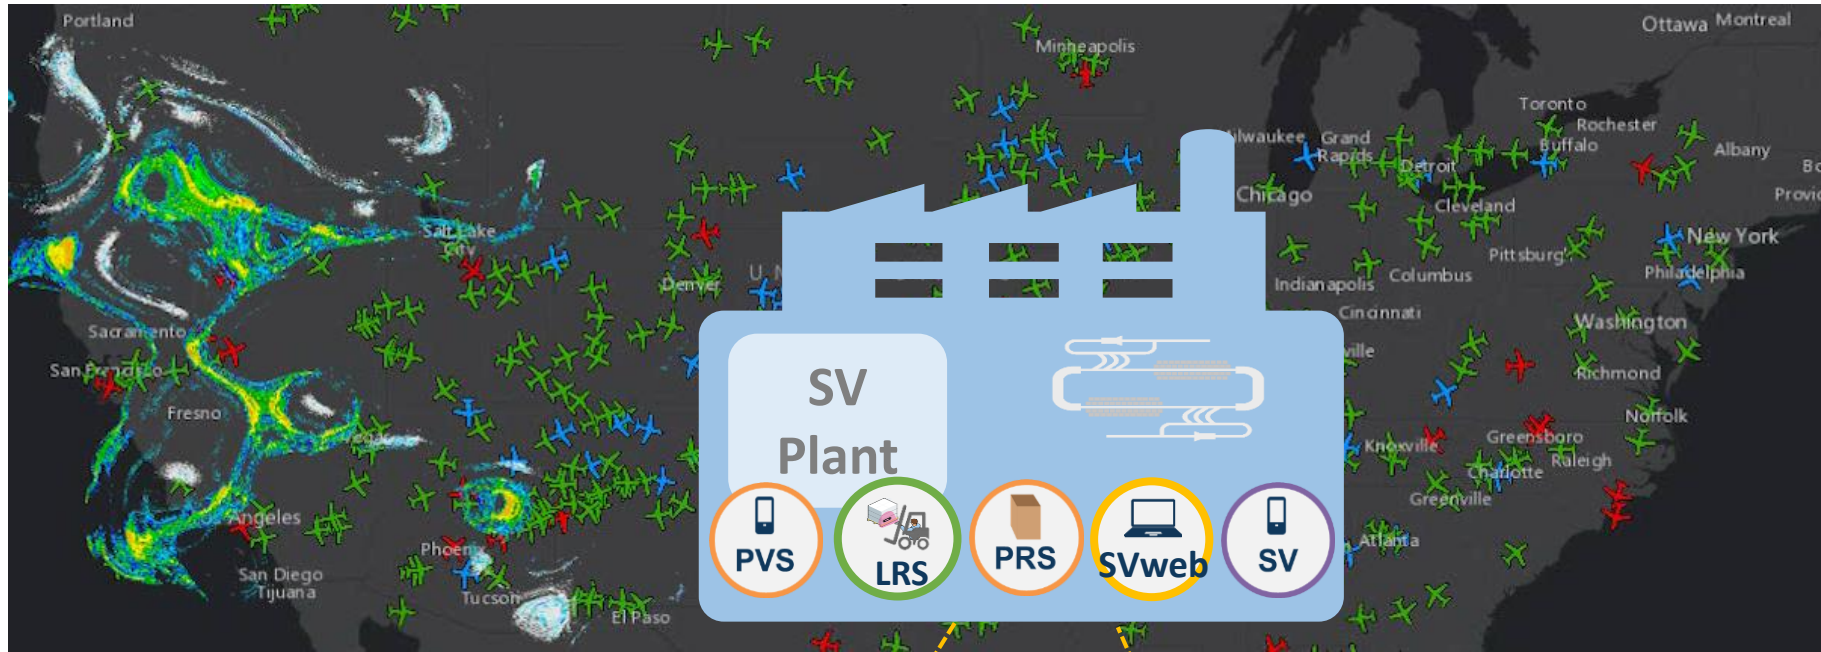 Portland
Ottawa
Montreal
Minneapolis
Toronto
Rochester
Buffalo
Albany
Milwaukee
Grand
Rapids
Detroit
Chicago
Cleveland
Salt Lake
City
New York
Pittsburg
Philadelphia
Denver
Indianapolis
Columbus
Cincinnati
Washington
Sacramento
San Francisco
Richmond
Fresno
Norfolk
Knoxville
Greensboro
Raleigh
Charlotte
Greenville
Angeles
Phoenix
Atlanta
San Diego
Tijuana
Tucson
El Paso
SV
Plant
PVS
LRS
PRS
SVweb
SV